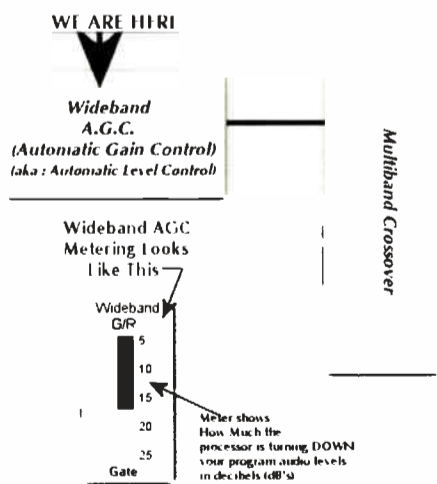 WE ARE HERE
Wideband
A.G.C.
(Automatic Gain Control)
(aka : Automatic Level Control)
Multiband Crossover
Wideband AGC
Metering Looks
Like This
Wideband
G/R
5
10
15
20
25
Gate
Meter shows
How Much the
processor is turning DOWN
your program audio levels
in decibels (dB's)